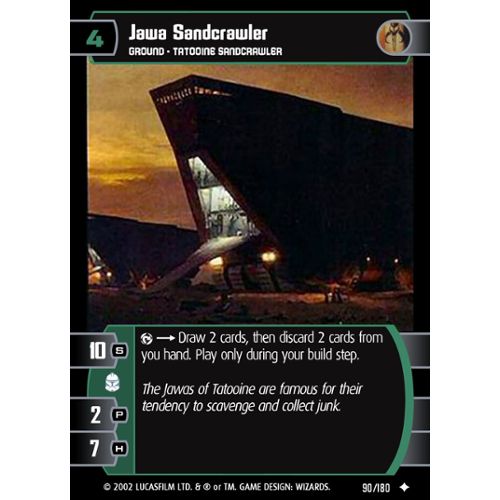 4
Jawa Sandcrawler
GROUND • TATOOINE SANDCRAWLER
10 S
→ Draw 2 cards, then discard 2 cards from
you hand. Play only during your build step.
The Jawas of Tatooine are famous for their
tendency to scavenge and collect junk.
2 P
7 H
© 2002 LUCASFILM LTD. & ® or TM. GAME DESIGN: WIZARDS.
90/180